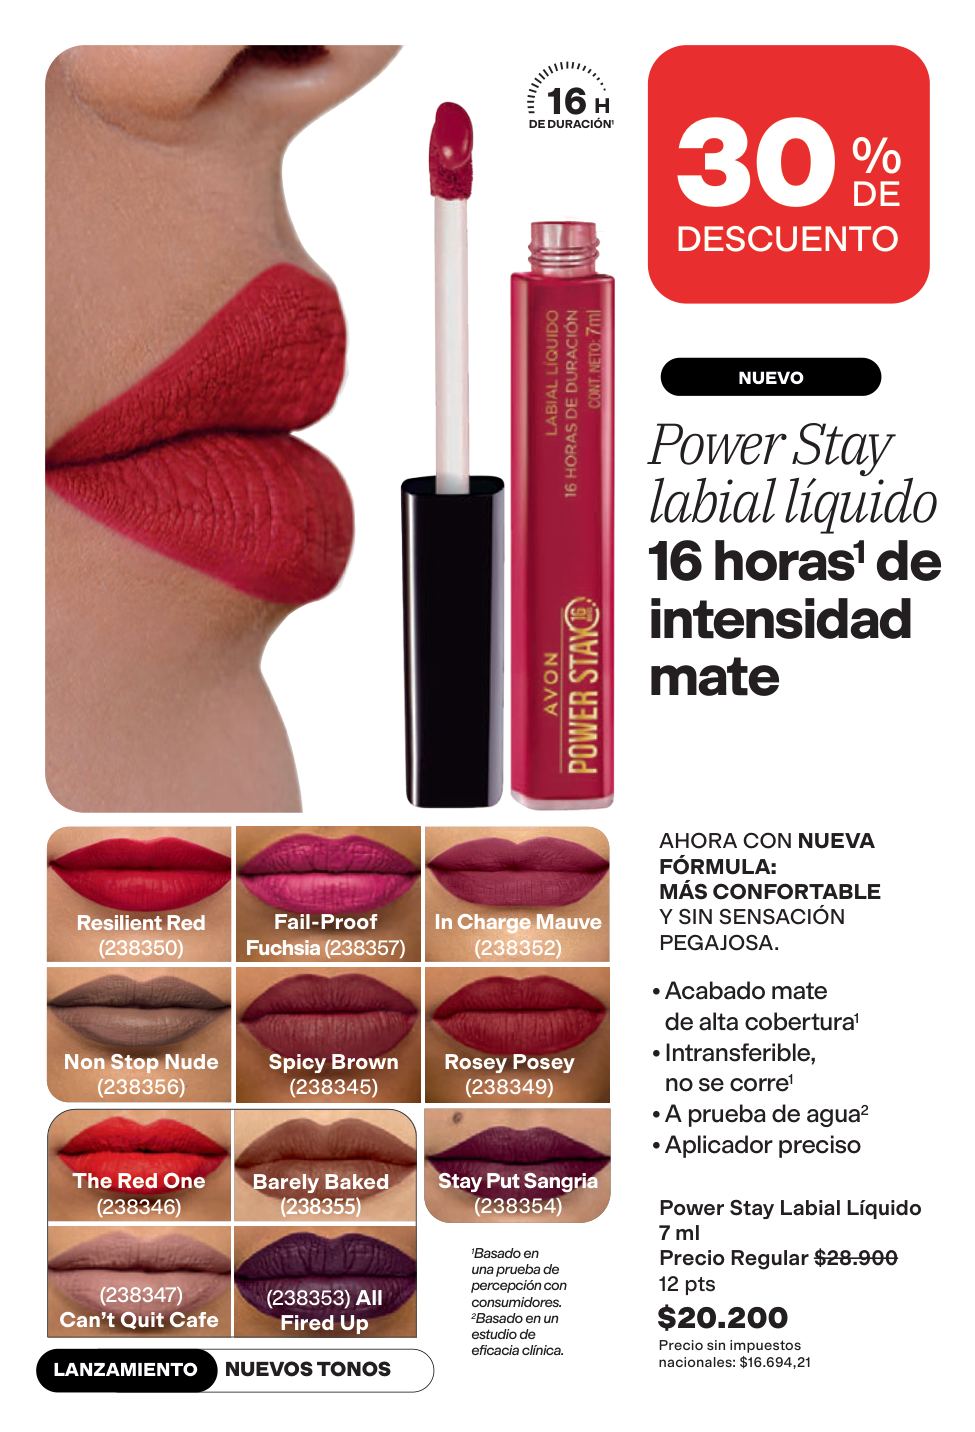 16 H
DE DURACIÓN¹
30 %
DE
DESCUENTO
NUEVO
Power Stay
labial líquido
16 horas¹ de
intensidad
mate
LABIAL LÍQUIDO
16 HORAS DE DURACIÓN
CONT. NETO: 7ml
AVON
POWER STAY 16
AHORA CON NUEVA
FÓRMULA:
MÁS CONFORTABLE
Y SIN SENSACIÓN
PEGAJOSA.
• Acabado mate
de alta cobertura¹
• Intransferible,
no se corre¹
• A prueba de agua²
• Aplicador preciso
Power Stay Labial Líquido
7 ml
Precio Regular $28.900
12 pts
$20.200
Precio sin impuestos
nacionales: $16.694,21
Resilient Red
(238350)
Fail-Proof
Fuchsia (238357)
In Charge Mauve
(238352)
Non Stop Nude
(238356)
Spicy Brown
(238345)
Rosey Posey
(238349)
The Red One
(238346)
Barely Baked
(238355)
Stay Put Sangria
(238354)
(238347)
Can't Quit Cafe
(238353) All
Fired Up
¹Basado en
una prueba de
percepción con
consumidores.
²Basado en un
estudio de
eficacia clínica.
LANZAMIENTO NUEVOS TONOS